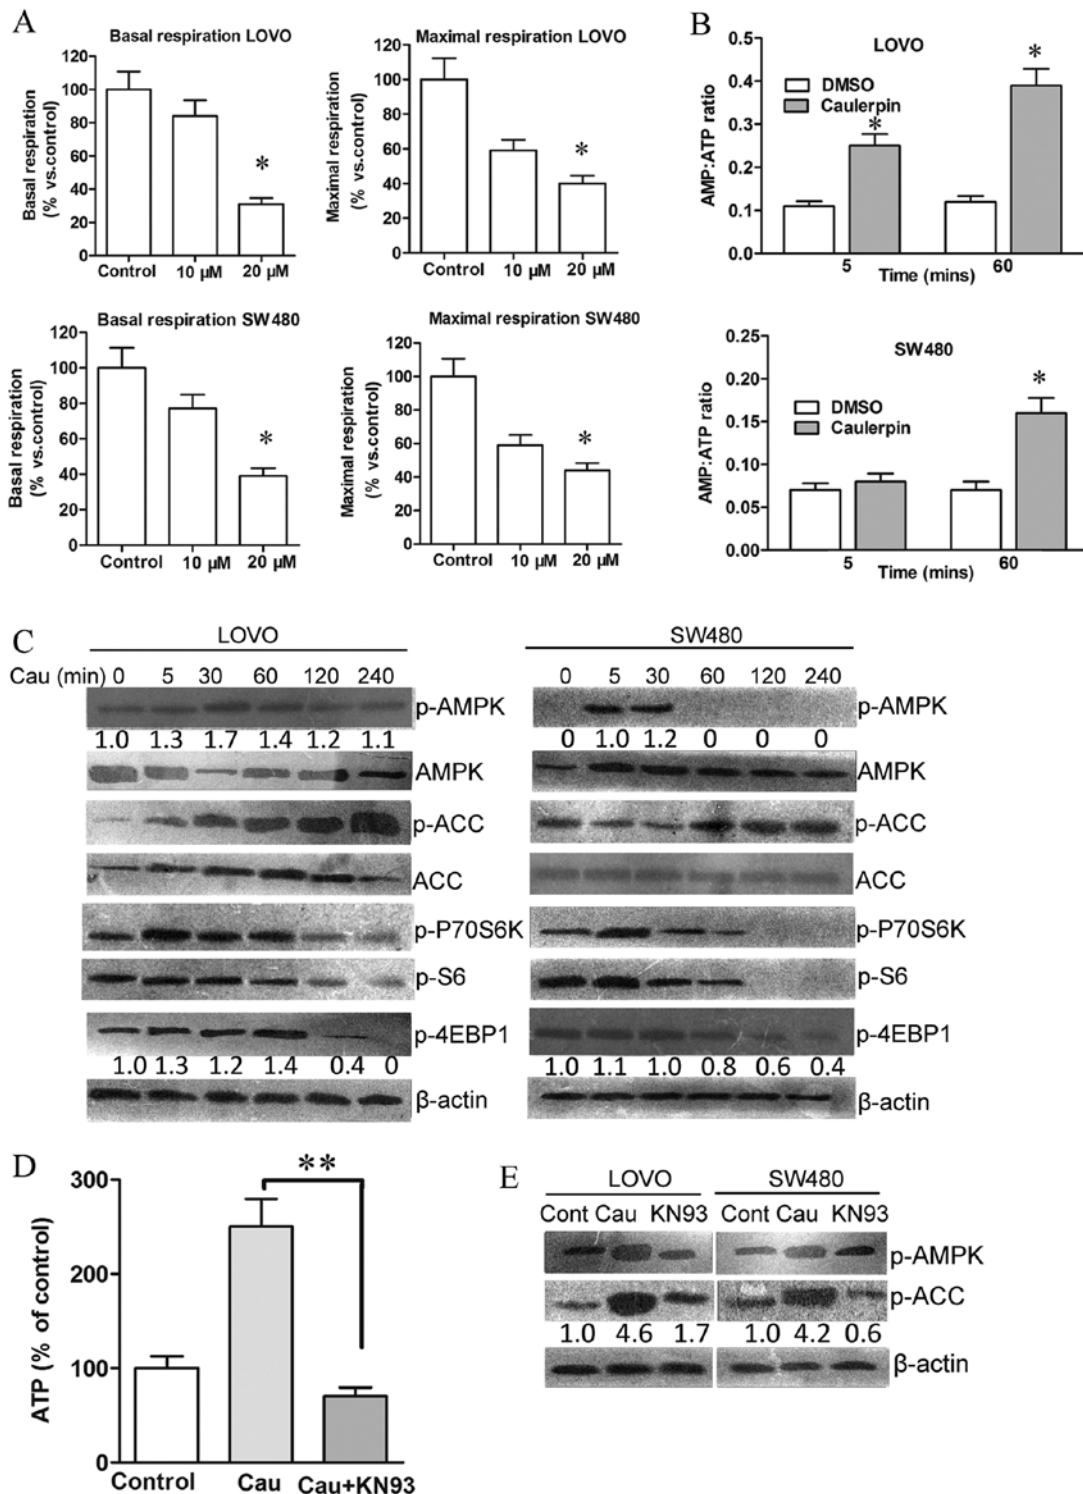 A
Basal respiration LOVO
Basal respiration
(% vs.control)
120
100
80
60
40
20
0
*
Control 10 µM 20 µM
Maximal respiration LOVO
Maximal respiration
(% vs.control)
120
100
80
60
40
20
0
*
Control 10 µM 20 µM
Basal respiration SW480
Basal respiration
(% vs.control)
120
100
80
60
40
20
0
*
Control 10 µM 20 µM
Maximal respiration SW480
Maximal respiration
(% vs.control)
120
100
80
60
40
20
0
*
Control 10 µM 20 µM
B
LOVO
AMP:ATP ratio
0.5
0.4
0.3
0.2
0.1
0.0
DMSO
Caulerpin
*
*
5 60
Time (mins)
SW480
AMP:ATP ratio
0.25
0.20
0.15
0.10
0.05
0.00
DMSO
Caulerpin
*
5 60
Time (mins)
C
LOVO
Cau (min) 0 5 30 60 120 240
p-AMPK
1.0 1.3 1.7 1.4 1.2 1.1
AMPK
p-ACC
ACC
p-P70S6K
p-S6
p-4EBP1
1.0 1.3 1.2 1.4 0.4 0
β-actin
SW480
0 5 30 60 120 240
p-AMPK
0 1.0 1.2 0 0 0
AMPK
p-ACC
ACC
p-P70S6K
p-S6
p-4EBP1
1.0 1.1 1.0 0.8 0.6 0.4
β-actin
D
ATP (% of control)
300
200
100
0
**
Control Cau Cau+KN93
E
LOVO SW480
Cont Cau KN93 Cont Cau KN93
p-AMPK
p-ACC
1.0 4.6 1.7 1.0 4.2 0.6
β-actin